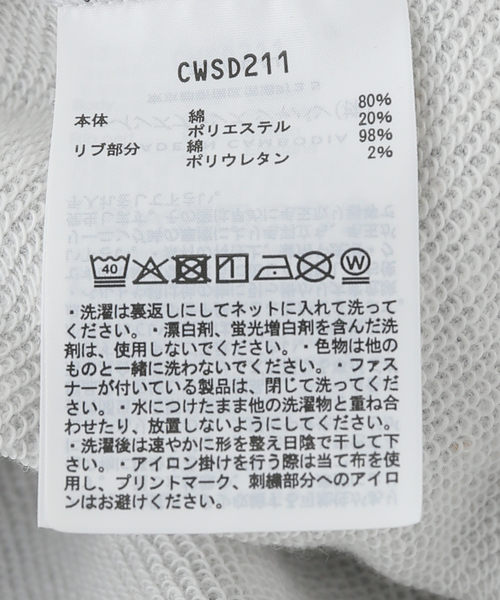 CWSD211
本体 綿 80%
ポリエステル 20%
リブ部分 綿 98%
ポリウレタン 2%
40 W
・洗濯は裏返しにしてネットに入れて洗って
ください。・漂白剤、蛍光増白剤を含んだ洗
剤は、使用しないでください。・色物は他の
ものと一緒に洗わないでください。・ファス
ナーが付いている製品は、閉じて洗ってくだ
さい。・水につけたまま他の洗濯物と重ね合
わせたり、放置しないようにしてください。
・洗濯後は速やかに形を整え日陰で干して下
さい。・アイロン掛けを行う際は当て布を使
用し、プリントマーク、刺繍部分へのアイロ
ンはお避けください。